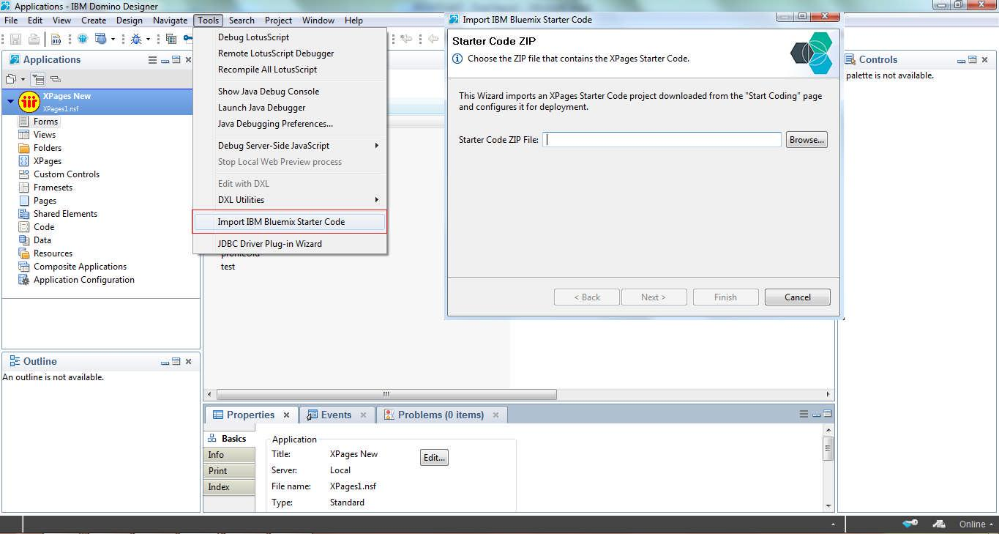 Applications - IBM Domino Designer
File Edit View Create Design Navigate Tools Search Project Window Help
Applications
XPages New
XPages1.nsf
Forms
Views
Folders
XPages
Custom Controls
Framesets
Pages
Shared Elements
Code
Data
Resources
Composite Applications
Application Configuration
Outline
An outline is not available.
Debug LotusScript
Remote LotusScript Debugger
Recompile All LotusScript
Show Java Debug Console
Launch Java Debugger
Java Debugging Preferences...
Debug Server-Side JavaScript
Stop Local Web Preview process
Edit with DXL
DXL Utilities
Import IBM Bluemix Starter Code
JDBC Driver Plug-in Wizard
test
Import IBM Bluemix Starter Code
Starter Code ZIP
Choose the ZIP file that contains the XPages Starter Code.
This Wizard imports an XPages Starter Code project downloaded from the "Start Coding" page
and configures it for deployment.
Starter Code ZIP File:
Browse...
< Back Next > Finish Cancel
Controls
palette is not available.
Properties Events Problems (0 items)
Basics
Info
Print
Index
Application
Title: XPages New
Edit...
Server: Local
File name: XPages1.nsf
Type: Standard
Online